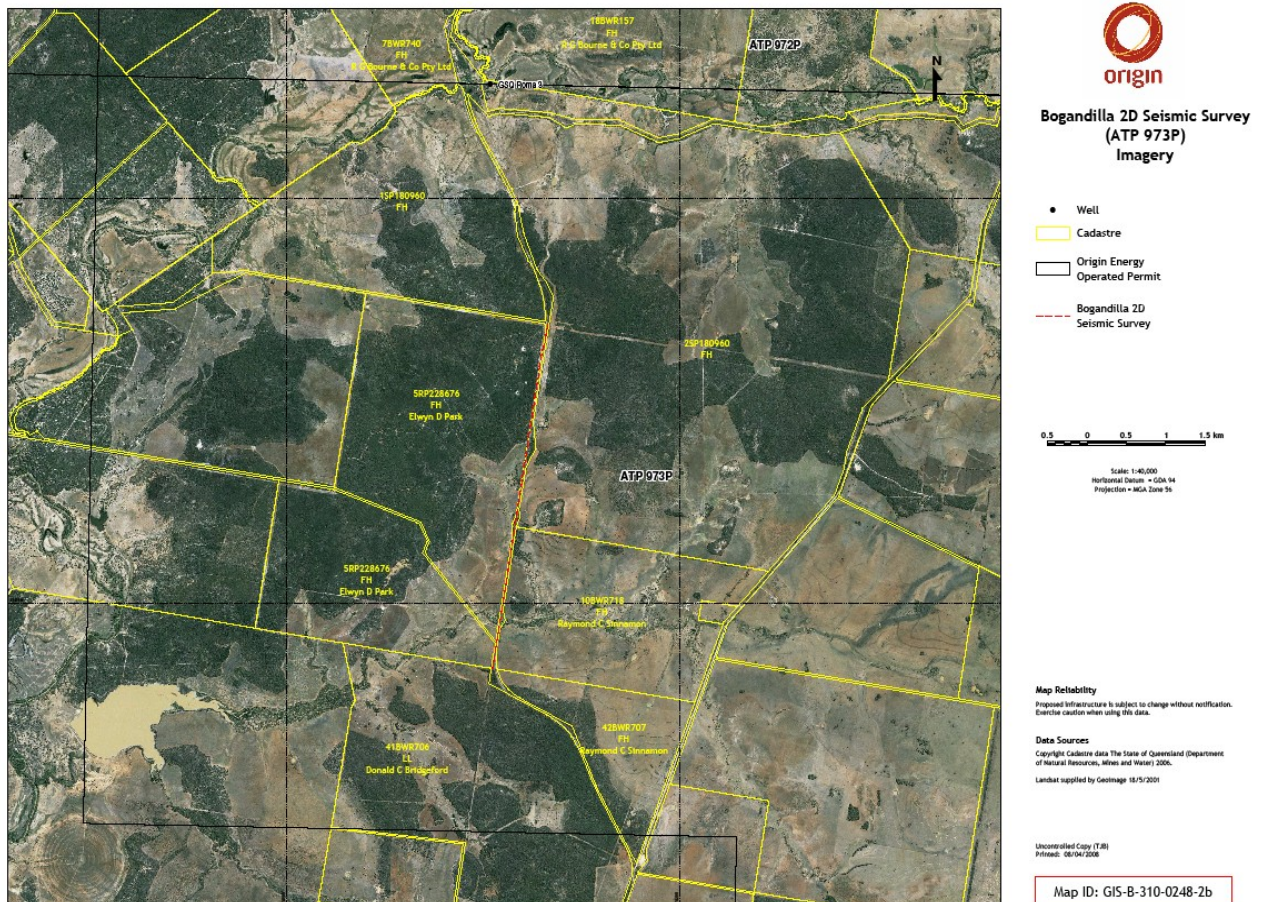 18BWR157
FH
R G Bourne & Co Pty Ltd
7BWR740
FH
R G Bourne & Co Pty Ltd
ATP 972P
N
GSQ Roma 3
1SP180960
FH
2SP180960
FH
5RP228676
FH
Elwyn D Park
ATP 973P
5RP228676
FH
Elwyn D Park
10BWR718
FH
Raymond C Sinnamon
42BWR707
FH
Raymond C Sinnamon
41BWR706
LL
Donald C Bridgeford
origin
Bogandilla 2D Seismic Survey
(ATP 973P)
Imagery
Well
Cadastre
Origin Energy
Operated Permit
Bogandilla 2D
Seismic Survey
0.5 0 0.5 1 1.5 km
Scale: 1:40,000
Horizontal Datum = GDA 94
Projection = MGA Zone 56
Map Reliability
Proposed infrastructure is subject to change without notification.
Exercise caution when using this data.
Data Sources
Copyright Cadastre data The State of Queensland (Department
of Natural Resources, Mines and Water) 2006.
Landsat supplied by GeoImage 18/5/2001
Uncontrolled Copy (TJB)
Printed: 08/04/2008
Map ID: GIS-B-310-0248-2b